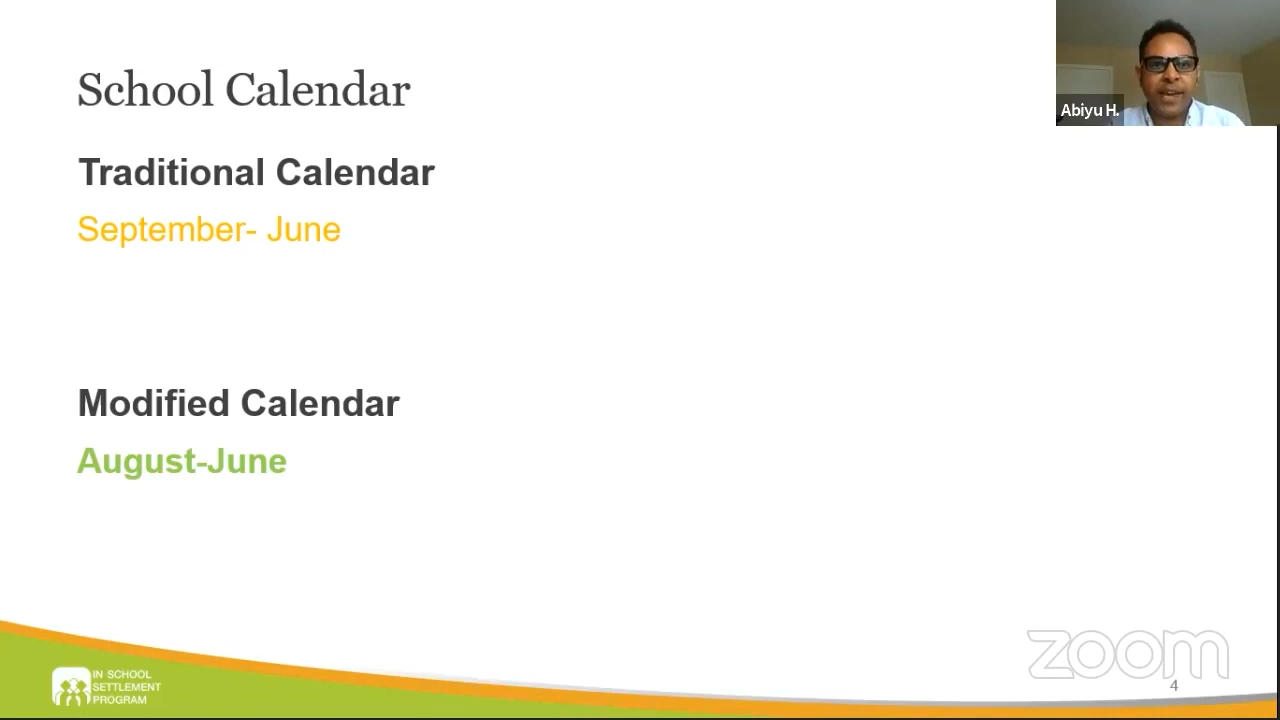 School Calendar
Abiyu H.
Traditional Calendar
September- June
Modified Calendar
August-June
IN SCHOOL
SETTLEMENT
PROGRAM
zoom
4